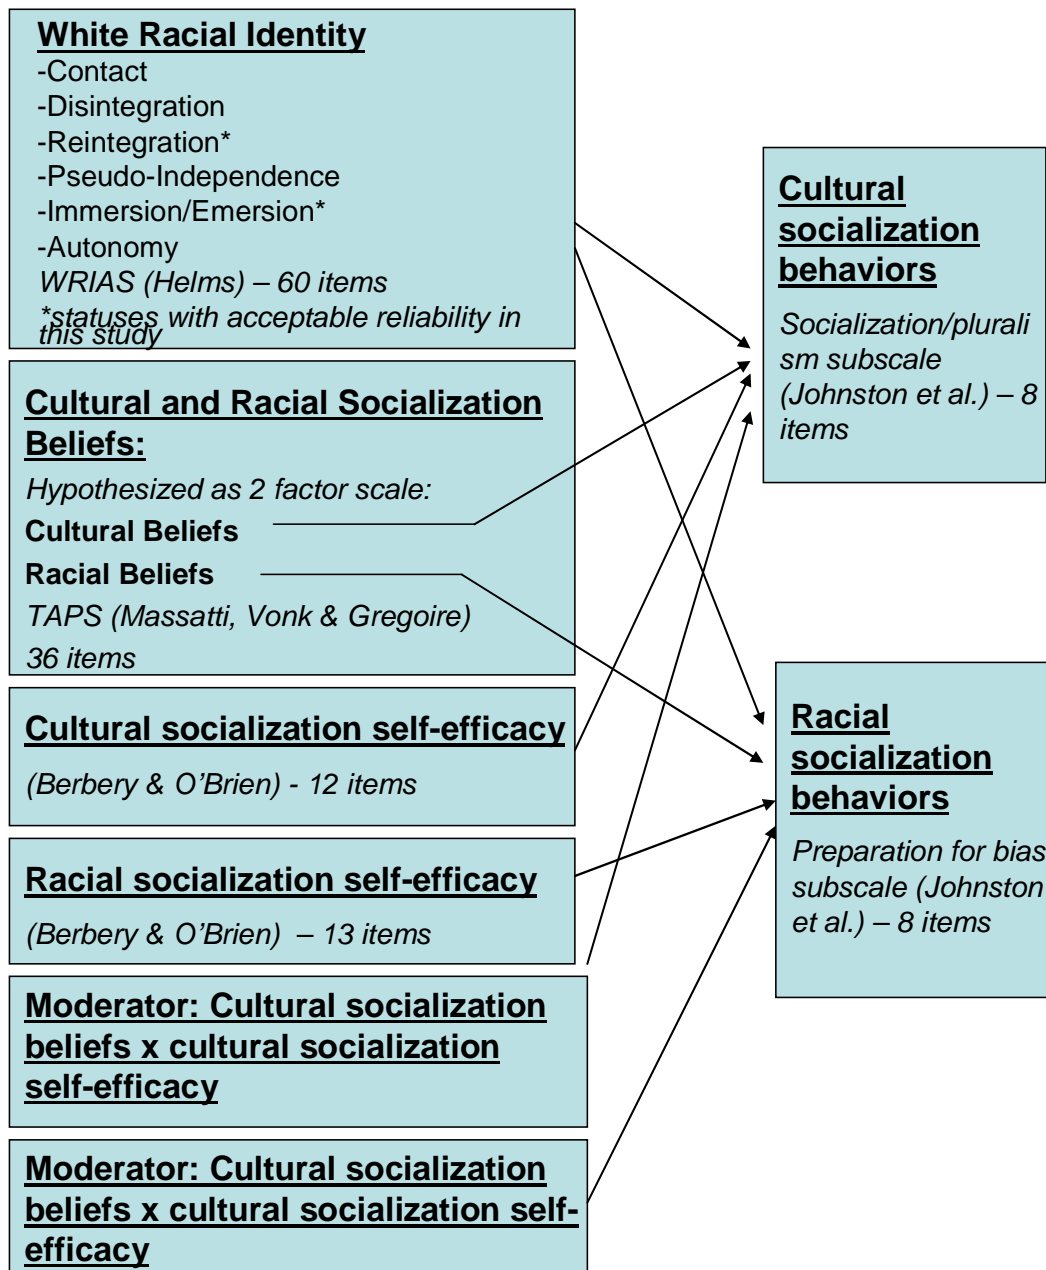 White Racial Identity
-Contact
-Disintegration
-Reintegration*
-Pseudo-Independence
-Immersion/Emersion*
-Autonomy
WRIAS (Helms) – 60 items
*statuses with acceptable reliability in
this study
Cultural and Racial Socialization
Beliefs:
Hypothesized as 2 factor scale:
Cultural Beliefs
Racial Beliefs
TAPS (Massatti, Vonk & Gregoire)
36 items
Cultural socialization self-efficacy
(Berbery & O’Brien) - 12 items
Racial socialization self-efficacy
(Berbery & O’Brien) – 13 items
Moderator: Cultural socialization
beliefs x cultural socialization
self-efficacy
Moderator: Cultural socialization
beliefs x cultural socialization self-
efficacy
Cultural
socialization
behaviors
Socialization/plurali
sm subscale
(Johnston et al.) – 8
items
Racial
socialization
behaviors
Preparation for bias
subscale (Johnston
et al.) – 8 items